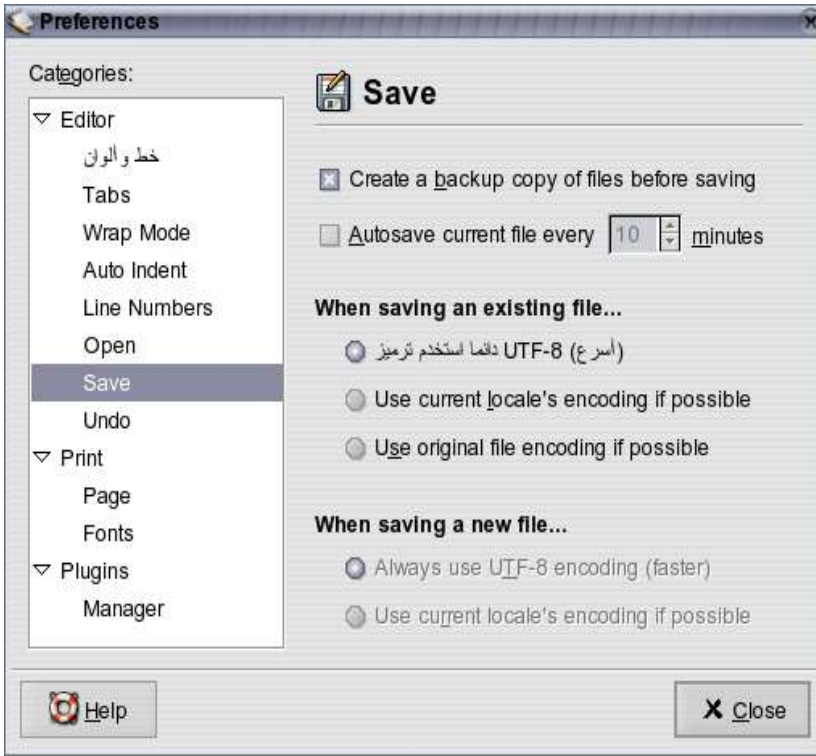 Preferences
Categories:
Editor
خط وألوان
Tabs
Wrap Mode
Auto Indent
Line Numbers
Open
Save
Undo
Print
Page
Fonts
Plugins
Manager
Save
Create a backup copy of files before saving
Autosave current file every 10 minutes
When saving an existing file...
دائما استخدم ترميز UTF-8 (أسرع)
Use current locale's encoding if possible
Use original file encoding if possible
When saving a new file...
Always use UTF-8 encoding (faster)
Use current locale's encoding if possible
Help
Close